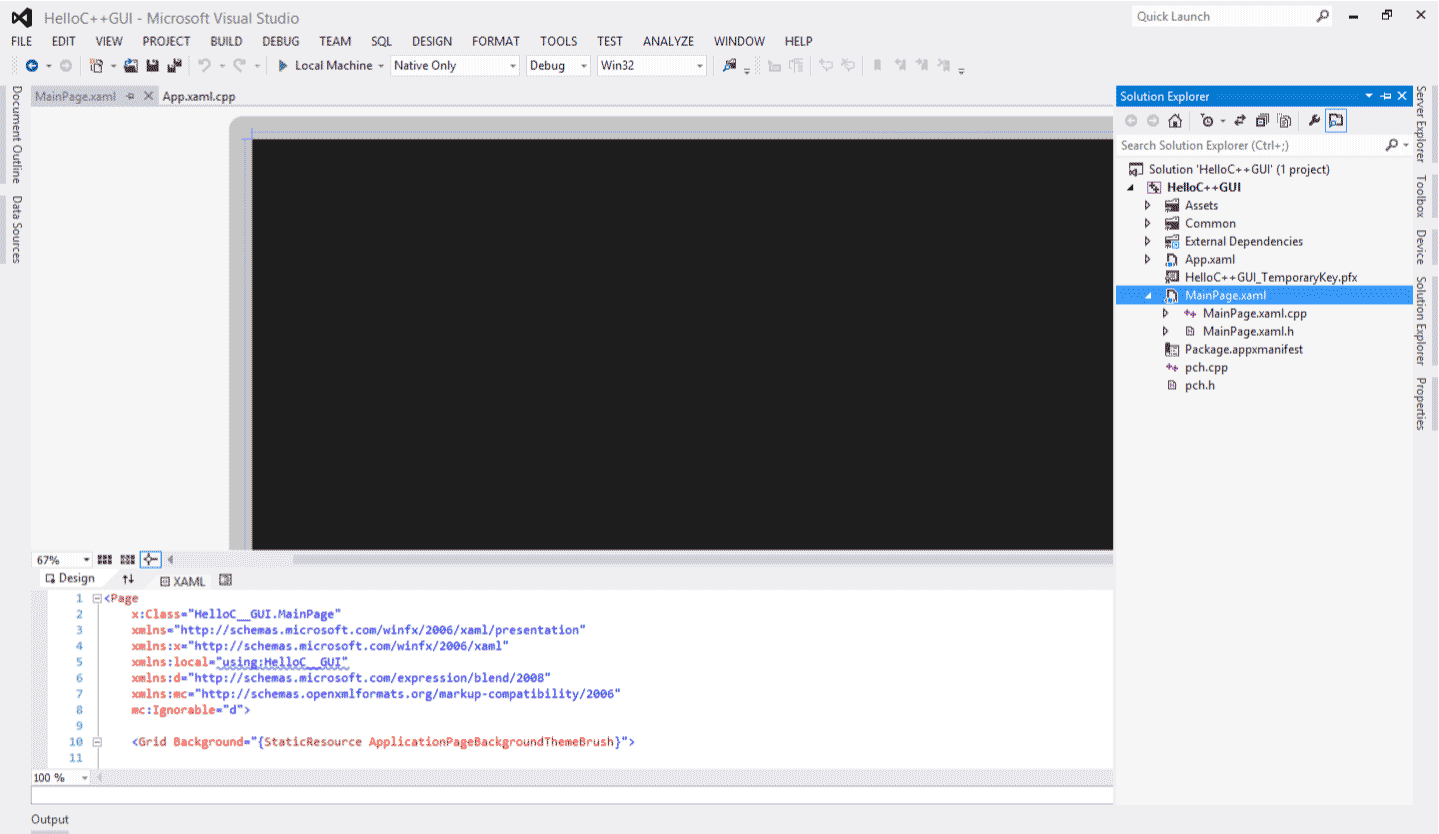 HelloC++GUI - Microsoft Visual Studio
Quick Launch
FILE EDIT VIEW PROJECT BUILD DEBUG TEAM SQL DESIGN FORMAT TOOLS TEST ANALYZE WINDOW HELP
Local Machine Native Only Debug Win32
Document Outline
Data Sources
MainPage.xaml App.xaml.cpp
67%
Design XAML
1 <Page
2 x:Class="HelloC__GUI.MainPage"
3 xmlns="http://schemas.microsoft.com/winfx/2006/xaml/presentation"
4 xmlns:x="http://schemas.microsoft.com/winfx/2006/xaml"
5 xmlns:local="using:HelloC__GUI"
6 xmlns:d="http://schemas.microsoft.com/expression/blend/2008"
7 xmlns:mc="http://schemas.openxmlformats.org/markup-compatibility/2006"
8 mc:Ignorable="d">
9
10 <Grid Background="{StaticResource ApplicationPageBackgroundThemeBrush}">
11
100 %
Output
Solution Explorer
Search Solution Explorer (Ctrl+;)
Solution 'HelloC++GUI' (1 project)
HelloC++GUI
Assets
Common
External Dependencies
App.xaml
HelloC++GUI_TemporaryKey.pfx
MainPage.xaml
MainPage.xaml.cpp
MainPage.xaml.h
Package.appxmanifest
pch.cpp
pch.h
Server Explorer
Toolbox
Device
Solution Explorer
Properties